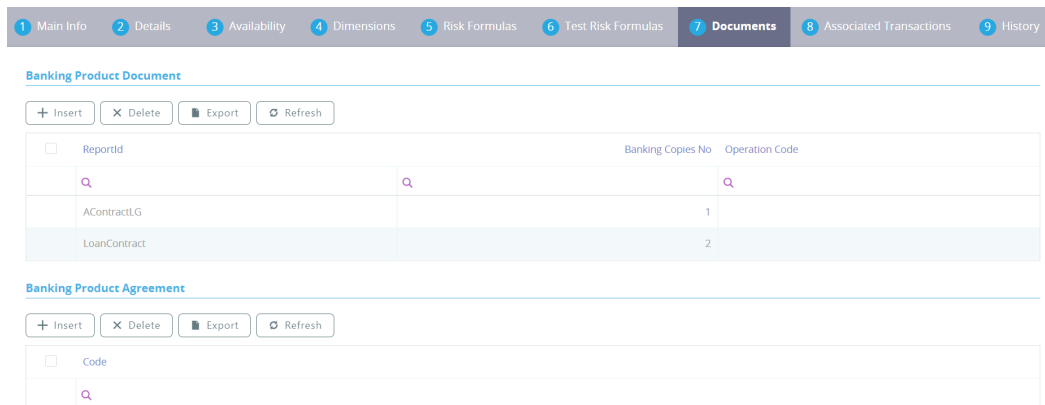 1 Main Info 2 Details 3 Availability 4 Dimensions 5 Risk Formulas 6 Test Risk Formulas 7 Documents 8 Associated Transactions 9 History
Banking Product Document
Insert Delete Export Refresh
ReportId Banking Copies No Operation Code
AContractLG 1
LoanContract 2
Banking Product Agreement
Insert Delete Export Refresh
Code